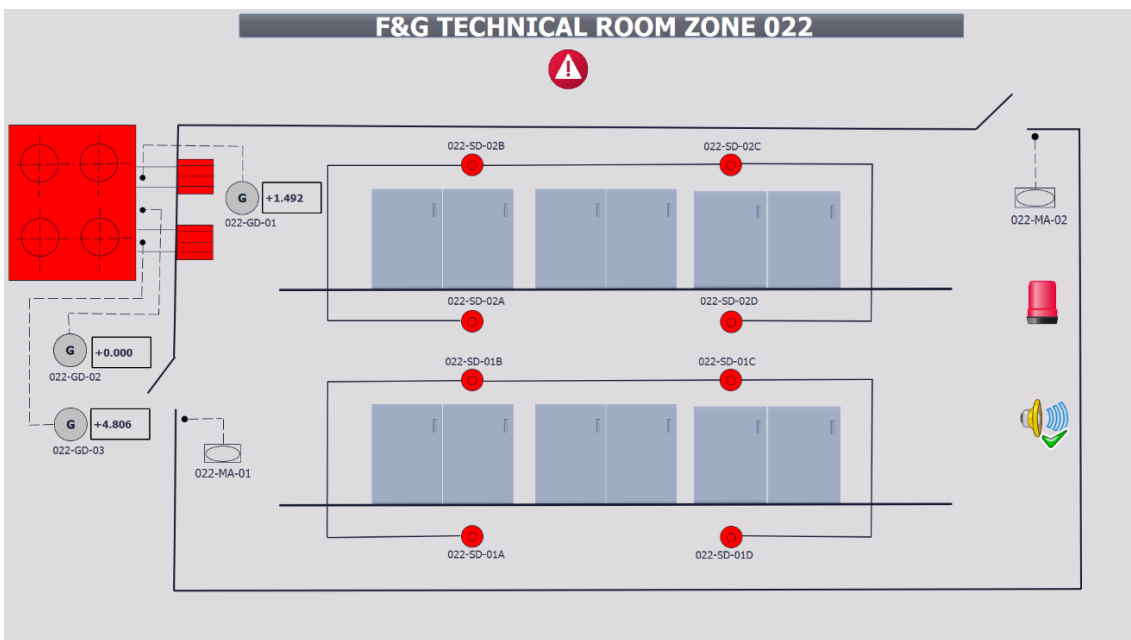 F&G TECHNICAL ROOM ZONE 022
022-SD-02B
022-SD-02C
G
+1.492
022-GD-01
022-MA-02
022-SD-02A
022-SD-02D
G
+0.000
022-GD-02
022-SD-01B
022-SD-01C
G
+4.806
022-GD-03
022-MA-01
022-SD-01A
022-SD-01D